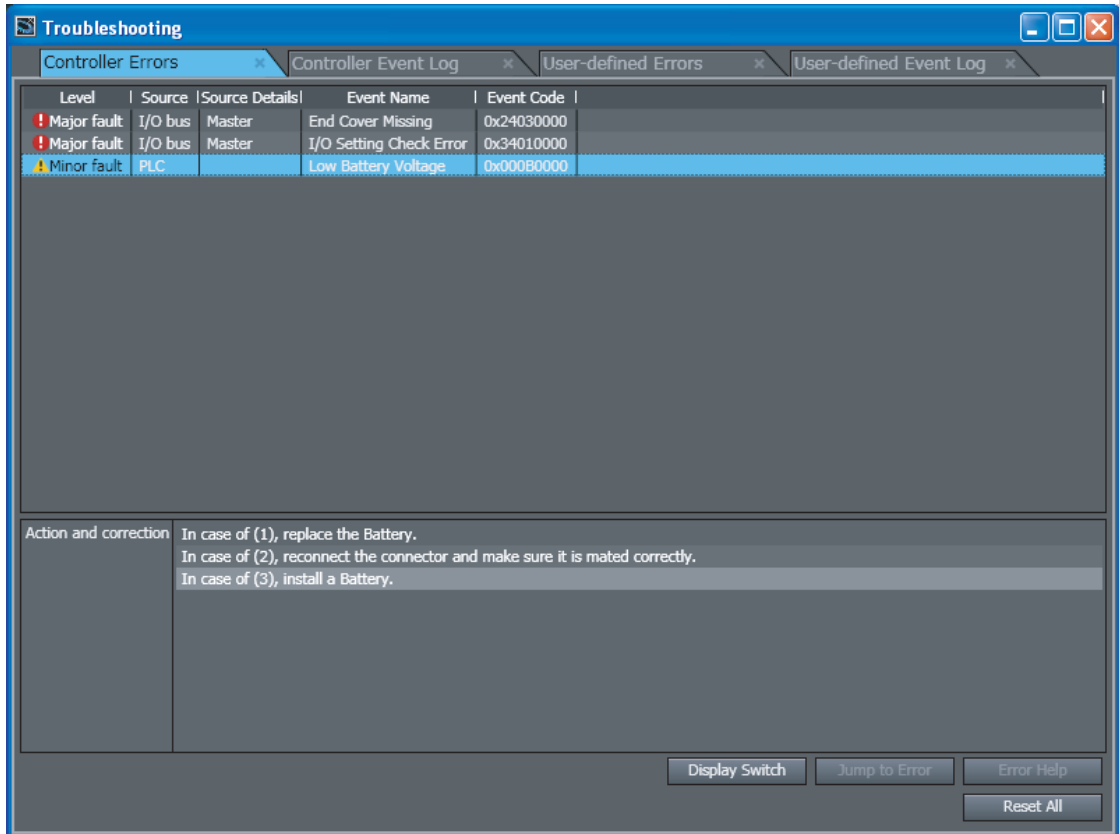 Troubleshooting
Controller Errors Controller Event Log User-defined Errors User-defined Event Log
Level Source Source Details Event Name Event Code
Major fault I/O bus Master End Cover Missing 0x24030000
Major fault I/O bus Master I/O Setting Check Error 0x34010000
Minor fault PLC Low Battery Voltage 0x000B0000
Action and correction In case of (1), replace the Battery.
In case of (2), reconnect the connector and make sure it is mated correctly.
In case of (3), install a Battery.
Display Switch Jump to Error Error Help
Reset All